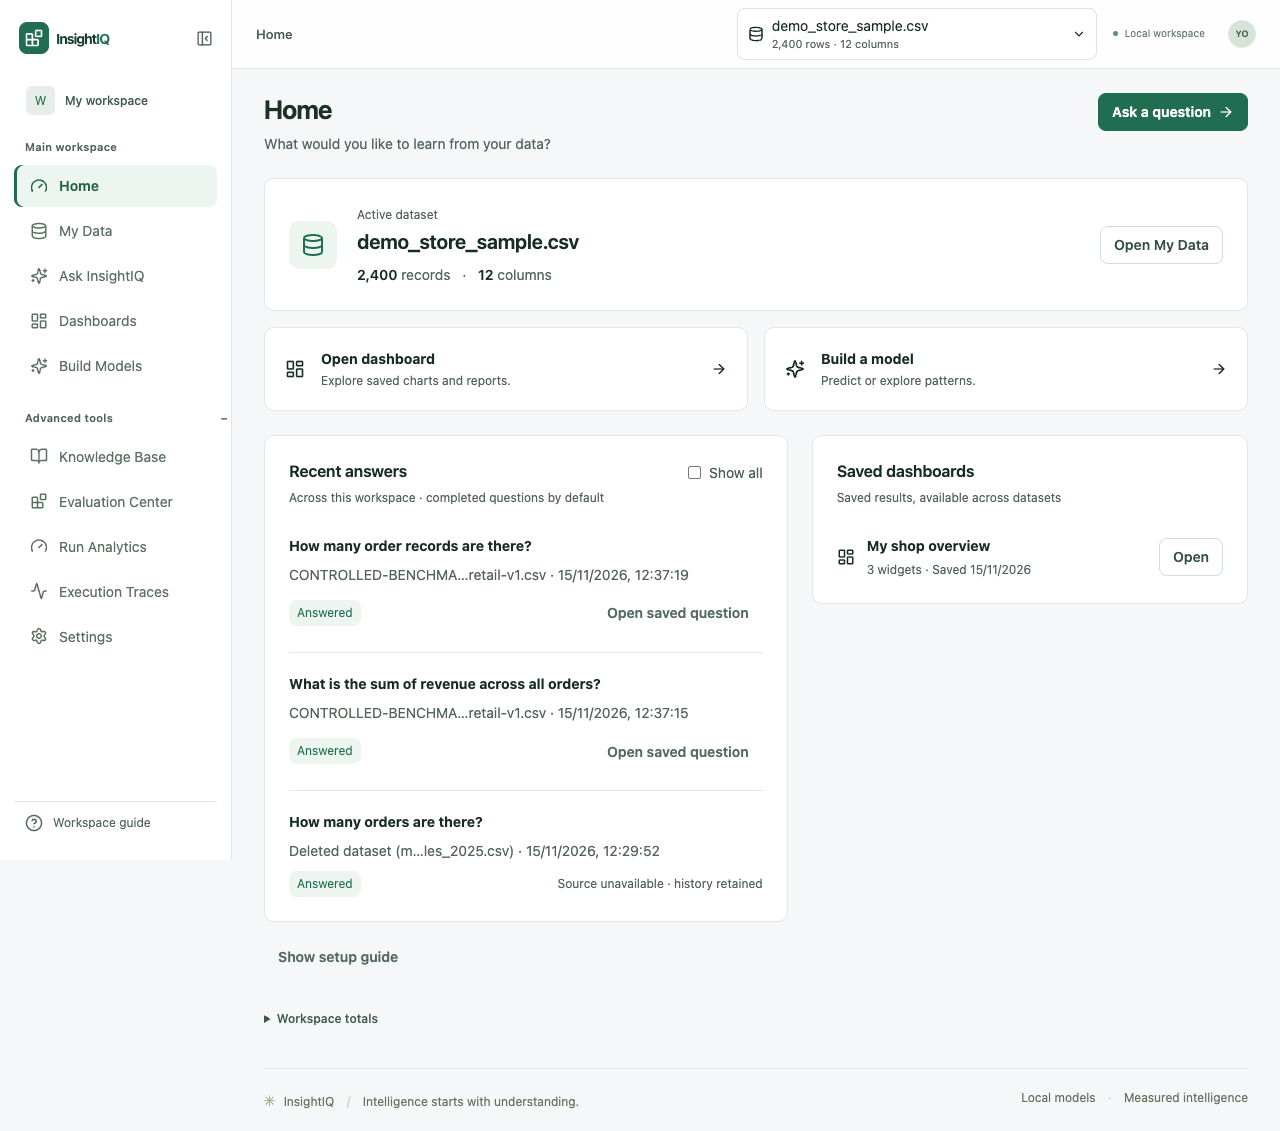 InsightIQ
W My workspace
Main workspace
Home
My Data
Ask InsightIQ
Dashboards
Build Models
Advanced tools –
Knowledge Base
Evaluation Center
Run Analytics
Execution Traces
Settings
Workspace guide
Home
demo_store_sample.csv
2,400 rows · 12 columns
Local workspace
YO
Home
What would you like to learn from your data?
Ask a question →
Active dataset
demo_store_sample.csv
2,400 records · 12 columns
Open My Data
Open dashboard
Explore saved charts and reports.
→
Build a model
Predict or explore patterns.
→
Recent answers
Show all
Across this workspace · completed questions by default
How many order records are there?
CONTROLLED-BENCHMA...retail-v1.csv · 15/11/2026, 12:37:19
Answered
Open saved question
What is the sum of revenue across all orders?
CONTROLLED-BENCHMA...retail-v1.csv · 15/11/2026, 12:37:15
Answered
Open saved question
How many orders are there?
Deleted dataset (m...les_2025.csv) · 15/11/2026, 12:29:52
Answered
Source unavailable · history retained
Saved dashboards
Saved results, available across datasets
My shop overview
3 widgets · Saved 15/11/2026
Open
Show setup guide
Workspace totals
InsightIQ / Intelligence starts with understanding.
Local models · Measured intelligence